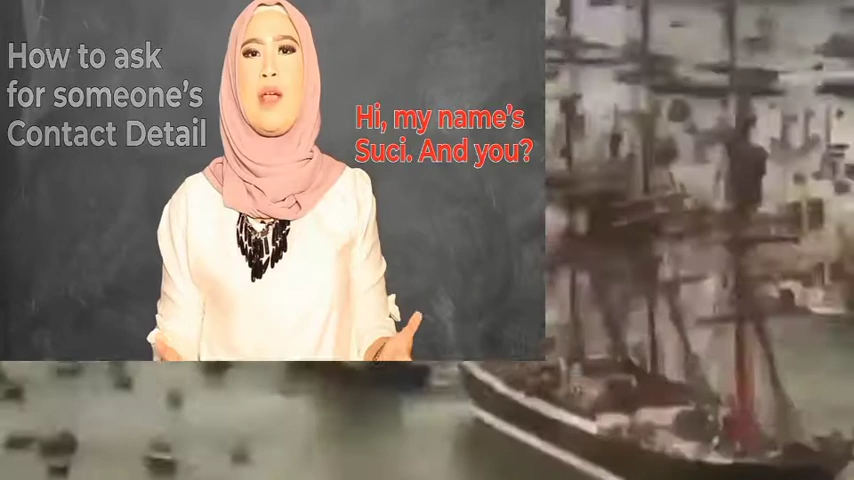 How to ask
for someone's
Contact Detail
Hi, my name's
Suci. And you?